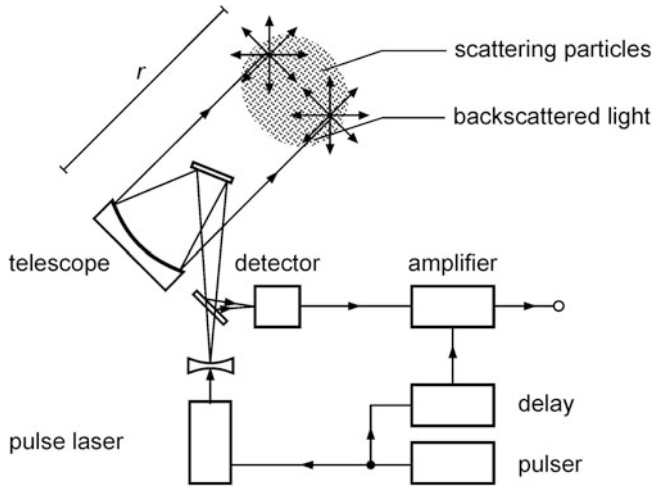 r
scattering particles
backscattered light
telescope
detector
amplifier
delay
pulse laser
pulser